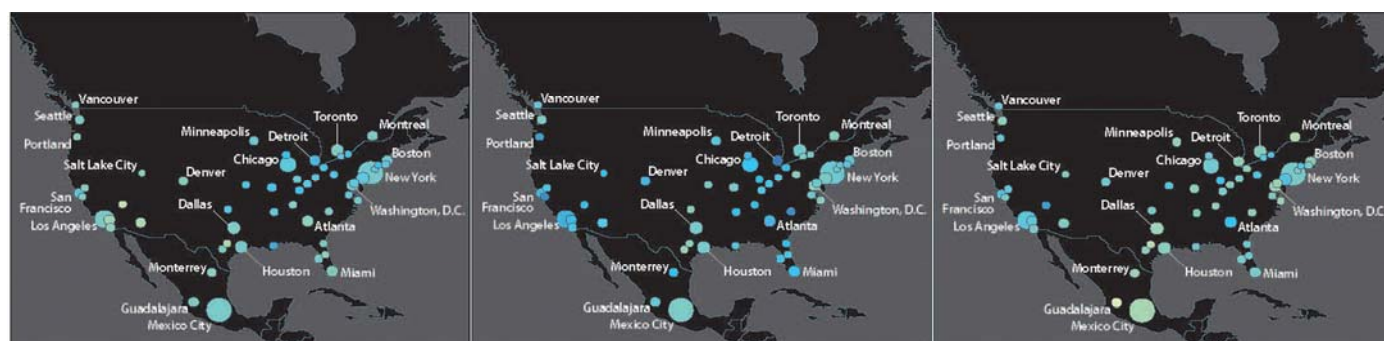 Vancouver
Seattle
Portland
Salt Lake City
San
Francisco
Los Angeles
Denver
Minneapolis
Chicago
Detroit
Toronto
Montreal
Boston
New York
Washington, D.C.
Dallas
Atlanta
Houston
Miami
Monterrey
Guadalajara
Mexico City
Vancouver
Seattle
Portland
Salt Lake City
San
Francisco
Los Angeles
Denver
Minneapolis
Chicago
Detroit
Toronto
Montreal
Boston
New York
Washington, D.C.
Dallas
Atlanta
Houston
Miami
Monterrey
Guadalajara
Mexico City
Vancouver
Seattle
Portland
Salt Lake City
San
Francisco
Los Angeles
Denver
Minneapolis
Chicago
Detroit
Toronto
Montreal
Boston
New York
Washington, D.C.
Dallas
Atlanta
Houston
Miami
Monterrey
Guadalajara
Mexico City